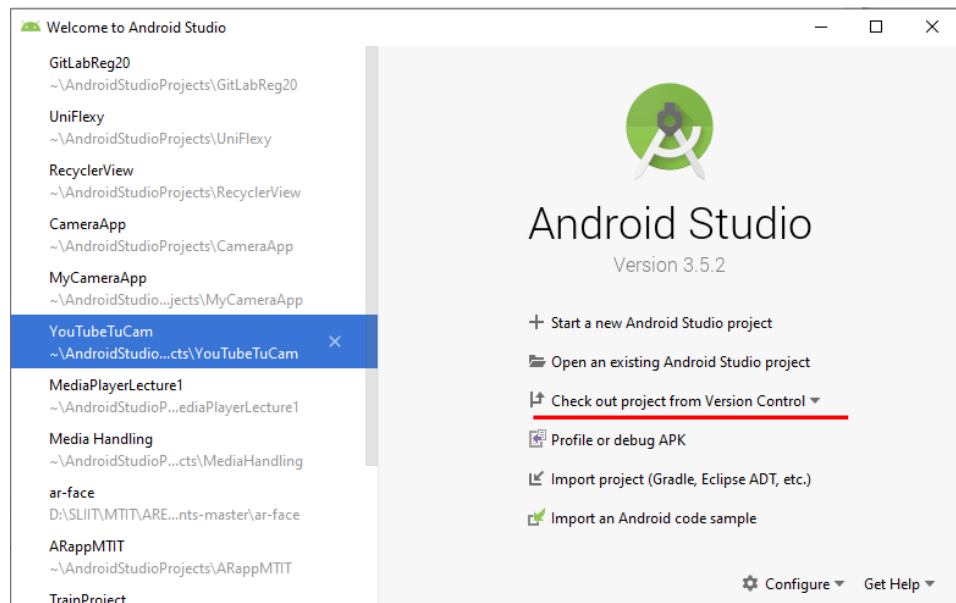 Welcome to Android Studio
GitLabReg20
~\AndroidStudioProjects\GitLabReg20
UniFlexy
~\AndroidStudioProjects\UniFlexy
RecyclerView
~\AndroidStudioProjects\RecyclerView
CameraApp
~\AndroidStudioProjects\CameraApp
MyCameraApp
~\AndroidStudio...jects\MyCameraApp
YouTubeTuCam
~\AndroidStudio...cts\YouTubeTuCam
MediaPlayerLecture1
~\AndroidStudioP...ediaPlayerLecture1
Media Handling
~\AndroidStudioP...cts\MediaHandling
ar-face
D:\SLIIT\MTIT\ARE...nts-master\ar-face
ARappMTIT
~\AndroidStudioProjects\ARappMTIT
TrainProject
Android Studio
Version 3.5.2
Start a new Android Studio project
Open an existing Android Studio project
Check out project from Version Control
Profile or debug APK
Import project (Gradle, Eclipse ADT, etc.)
Import an Android code sample
Configure Get Help